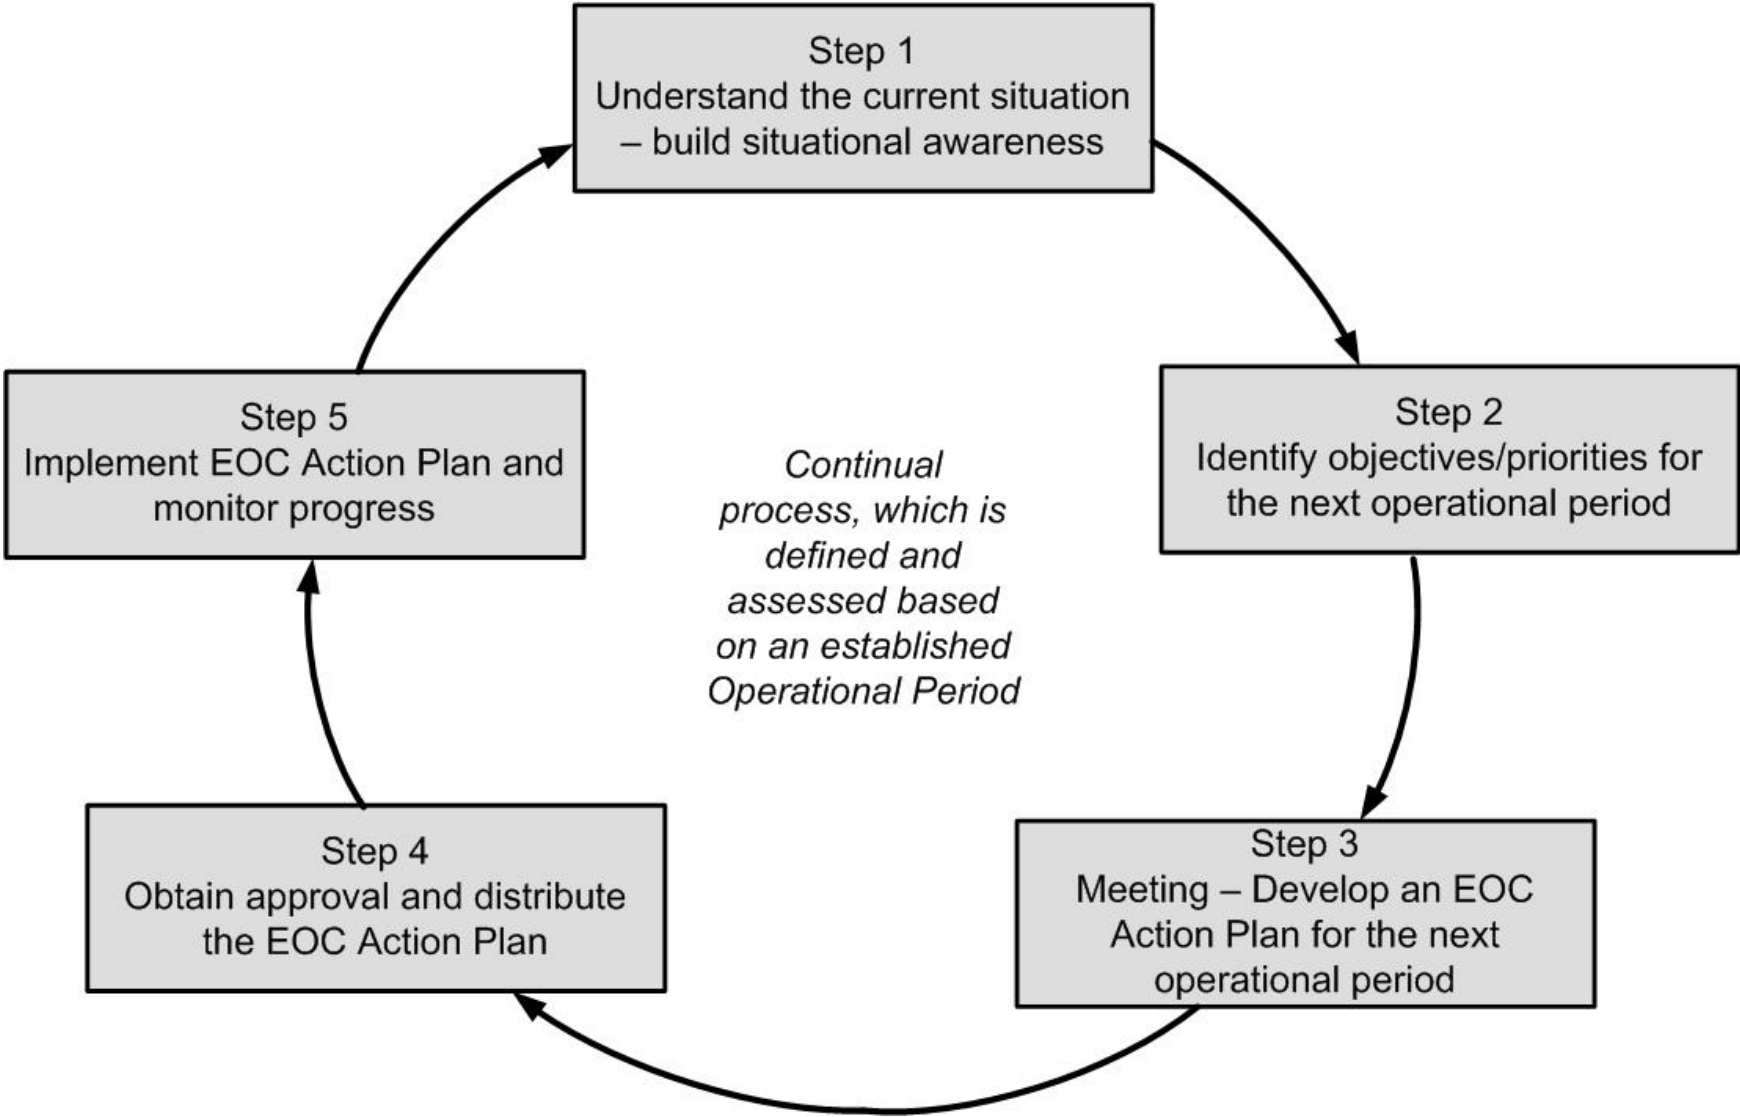 Step 1
Understand the current situation
– build situational awareness
Step 2
Identify objectives/priorities for
the next operational period
Step 3
Meeting – Develop an EOC
Action Plan for the next
operational period
Step 4
Obtain approval and distribute
the EOC Action Plan
Step 5
Implement EOC Action Plan and
monitor progress
Continual
process, which is
defined and
assessed based
on an established
Operational Period